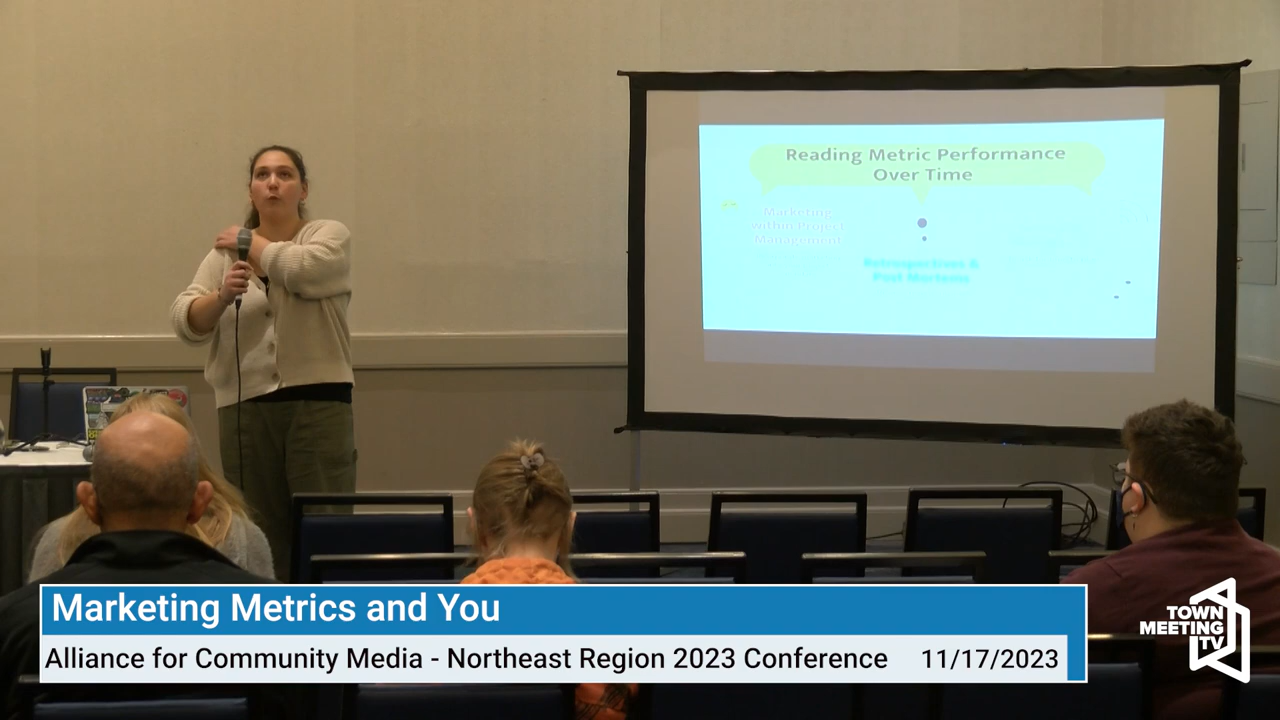 Reading Metric Performance
Over Time
Marketing
within Project
Management
Retrospectives &
Post Mortems
Marketing Metrics and You
Alliance for Community Media - Northeast Region 2023 Conference 11/17/2023
TOWN
MEETING
TV